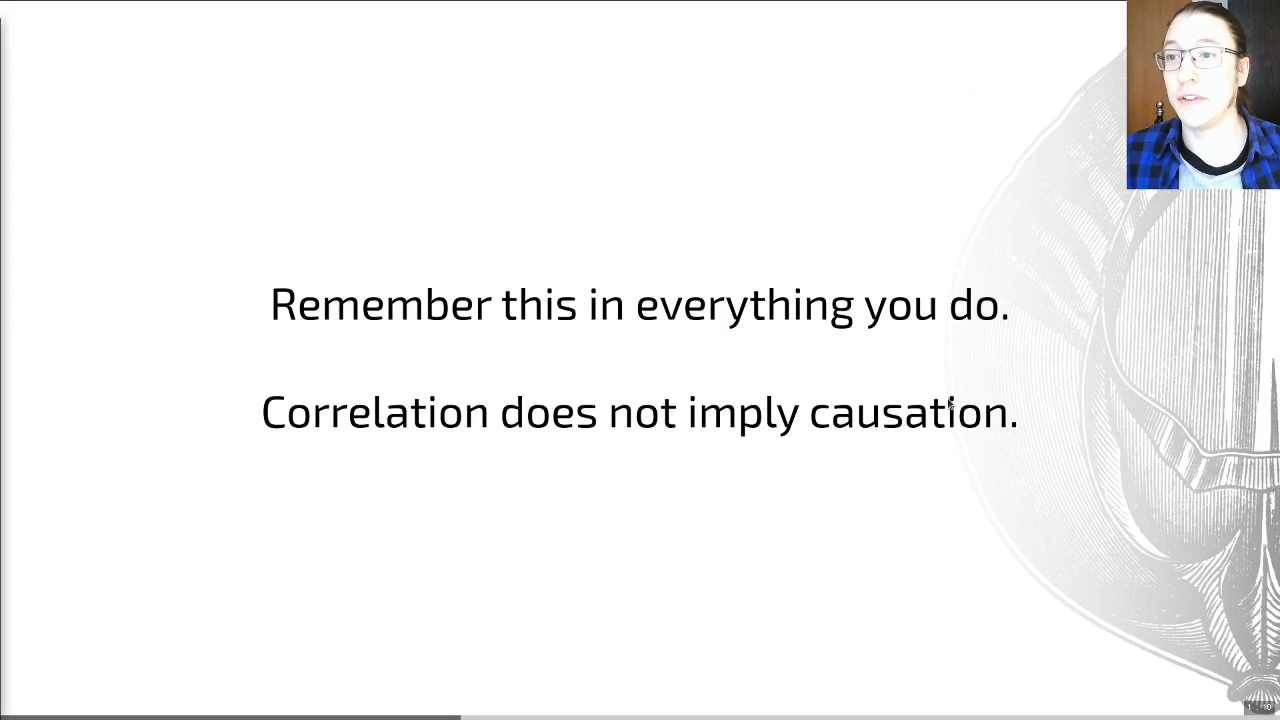 Remember this in everything you do.
Correlation does not imply causation.